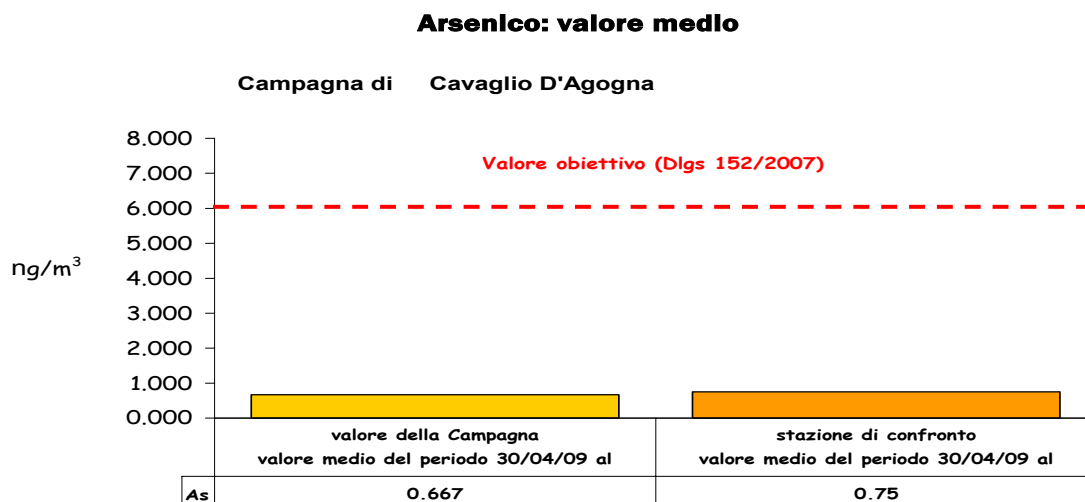 Arsenico: valore medio
Campagna di Cavaglio D'Agogna
8.000
7.000
6.000
5.000
4.000
3.000
2.000
1.000
0.000
Valore obiettivo (Dlgs 152/2007)
ng/m³
valore della Campagna
valore medio del periodo 30/04/09 al
stazione di confronto
valore medio del periodo 30/04/09 al
As 0.667 0.75